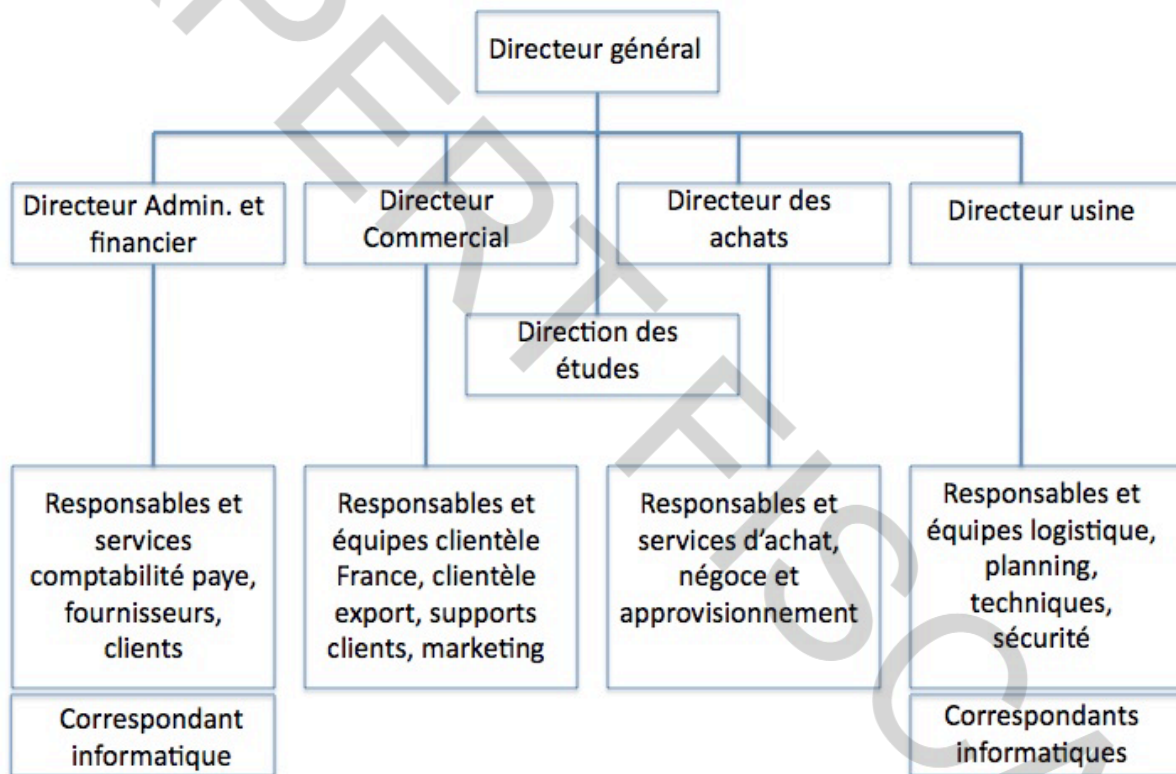 Directeur général
Directeur Admin. et
financier
Directeur
Commercial
Directeur des
achats
Directeur usine
Direction des
études
Responsables et
services
comptabilité paye,
fournisseurs,
clients
Responsables et
équipes clientèle
France, clientèle
export, supports
clients, marketing
Responsables et
services d'achat,
négoce et
approvisionnement
Responsables et
équipes logistique,
planning,
techniques,
sécurité
Correspondant
informatique
Correspondants
informatiques